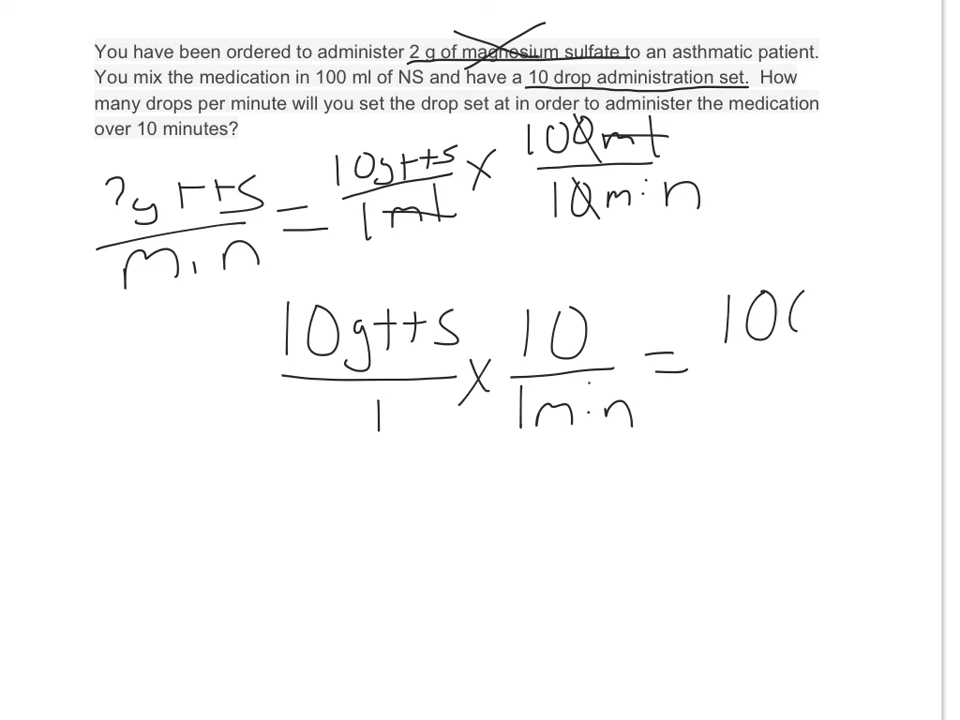 You have been ordered to administer 2 g of magnesium sulfate to an asthmatic patient.
You mix the medication in 100 ml of NS and have a 10 drop administration set. How
many drops per minute will you set the drop set at in order to administer the medication
over 10 minutes?
?gtts/min = 10gtts/1ml x 100ml/10min
10gtts/1 x 10/1min = 10(